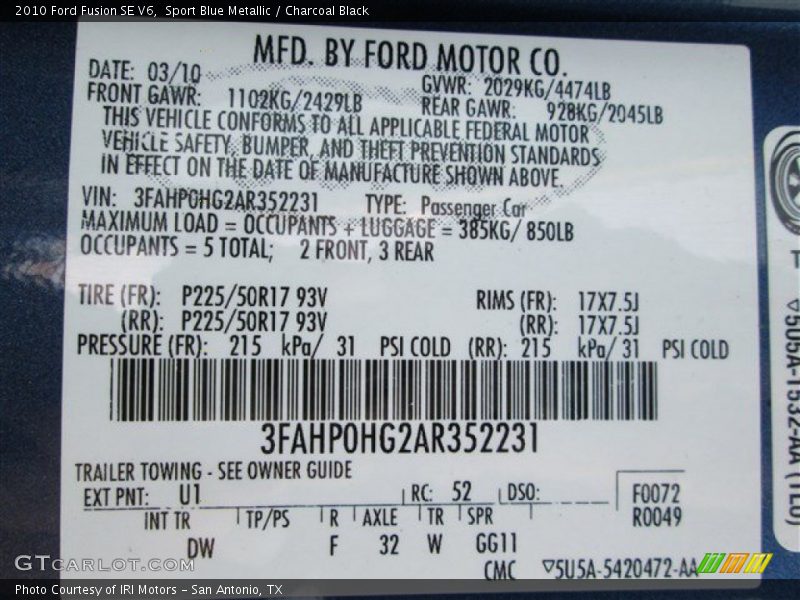 2010 Ford Fusion SE V6, Sport Blue Metallic / Charcoal Black
MFD. BY FORD MOTOR CO.
DATE: 03/10 GVWR: 2029KG/4474LB
FRONT GAWR: 1102KG/2429LB REAR GAWR: 928KG/2045LB
THIS VEHICLE CONFORMS TO ALL APPLICABLE FEDERAL MOTOR
VEHICLE SAFETY, BUMPER, AND THEFT PREVENTION STANDARDS
IN EFFECT ON THE DATE OF MANUFACTURE SHOWN ABOVE.
VIN: 3FAHP0HG2AR352231 TYPE: Passenger Car
MAXIMUM LOAD = OCCUPANTS + LUGGAGE = 385KG/ 850LB
OCCUPANTS = 5 TOTAL; 2 FRONT, 3 REAR
TIRE (FR): P225/50R17 93V RIMS (FR): 17X7.5J
(RR): P225/50R17 93V (RR): 17X7.5J
PRESSURE (FR): 215 kPa/ 31 PSI COLD (RR): 215 kPa/ 31 PSI COLD
3FAHP0HG2AR352231
TRAILER TOWING - SEE OWNER GUIDE
EXT PNT: U1 RC: 52 DSO: F0072
R0049
INT TR TP/PS R AXLE TR SPR
DW F 32 W GG11
CMC ▽5U5A-5420472-AA
▽5U5A-1532-AA (1L0)
T
GTCarLot.com
Photo Courtesy of IRI Motors – San Antonio, TX